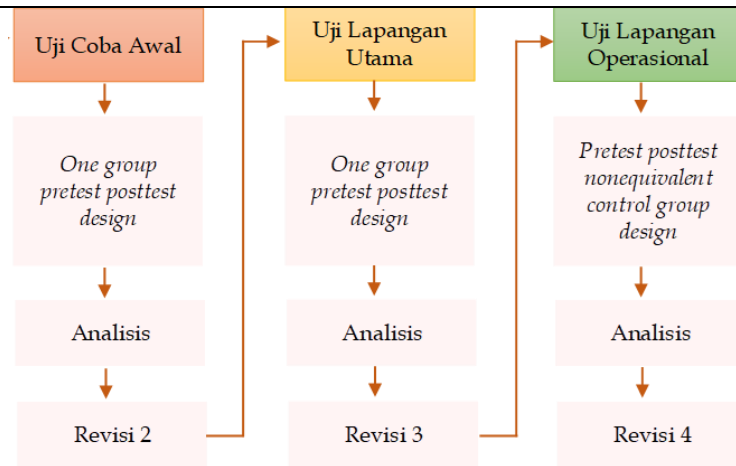 Uji Coba Awal
One group
pretest posttest
design
Analisis
Revisi 2
Uji Lapangan
Utama
One group
pretest posttest
design
Analisis
Revisi 3
Uji Lapangan
Operasional
Pretest posttest
nonequivalent
control group
design
Analisis
Revisi 4